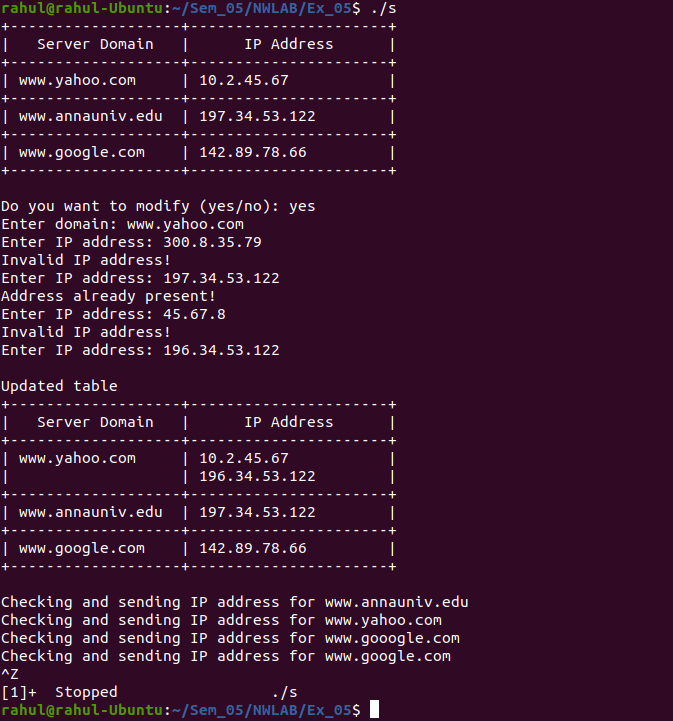 rahul@rahul-Ubuntu:~/Sem_05/NWLAB/Ex_05$ ./s
+-------------------+----------------------+
|   Server Domain   |      IP Address      |
+-------------------+----------------------+
| www.yahoo.com     | 10.2.45.67           |
+-------------------+----------------------+
| www.annauniv.edu  | 197.34.53.122        |
+-------------------+----------------------+
| www.google.com    | 142.89.78.66         |
+-------------------+----------------------+

Do you want to modify (yes/no): yes
Enter domain: www.yahoo.com
Enter IP address: 300.8.35.79
Invalid IP address!
Enter IP address: 197.34.53.122
Address already present!
Enter IP address: 45.67.8
Invalid IP address!
Enter IP address: 196.34.53.122

Updated table
+-------------------+----------------------+
|   Server Domain   |      IP Address      |
+-------------------+----------------------+
| www.yahoo.com     | 10.2.45.67           |
|                   | 196.34.53.122        |
+-------------------+----------------------+
| www.annauniv.edu  | 197.34.53.122        |
+-------------------+----------------------+
| www.google.com    | 142.89.78.66         |
+-------------------+----------------------+

Checking and sending IP address for www.annauniv.edu
Checking and sending IP address for www.yahoo.com
Checking and sending IP address for www.gooogle.com
Checking and sending IP address for www.google.com
^Z
[1]+  Stopped                 ./s
rahul@rahul-Ubuntu:~/Sem_05/NWLAB/Ex_05$